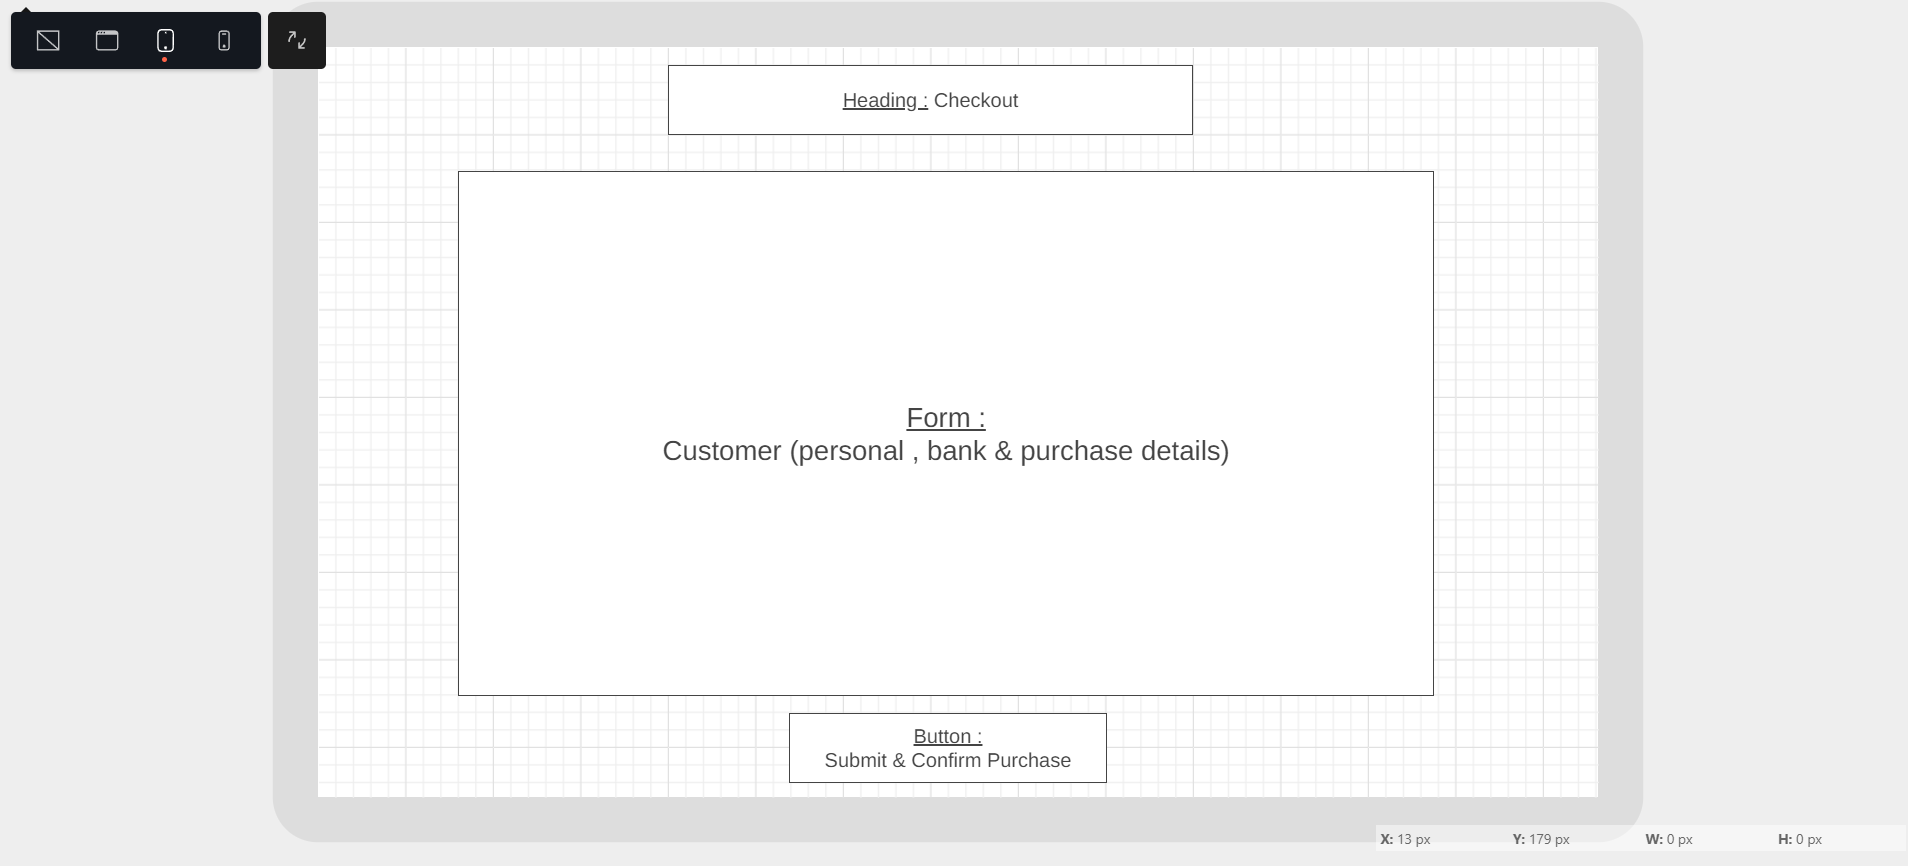 Heading : Checkout
Form :
Customer (personal , bank & purchase details)
Button :
Submit & Confirm Purchase
X: 13 px Y: 179 px W: 0 px H: 0 px